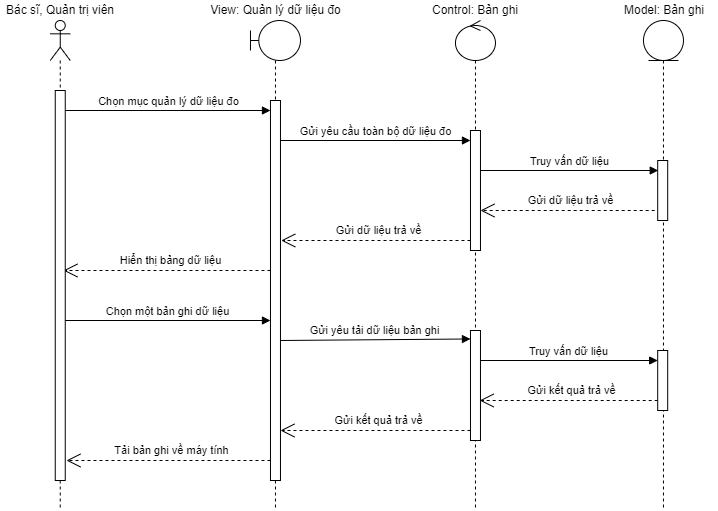 Bác sĩ, Quản trị viên
View: Quản lý dữ liệu đo
Control: Bản ghi
Model: Bản ghi
Chọn mục quản lý dữ liệu đo
Gửi yêu cầu toàn bộ dữ liệu đo
Truy vấn dữ liệu
Gửi dữ liệu trả về
Gửi dữ liệu trả về
Hiển thị bảng dữ liệu
Chọn một bản ghi dữ liệu
Gửi yêu tải dữ liệu bản ghi
Truy vấn dữ liệu
Gửi kết quả trả về
Gửi kết quả trả về
Tải bản ghi về máy tính